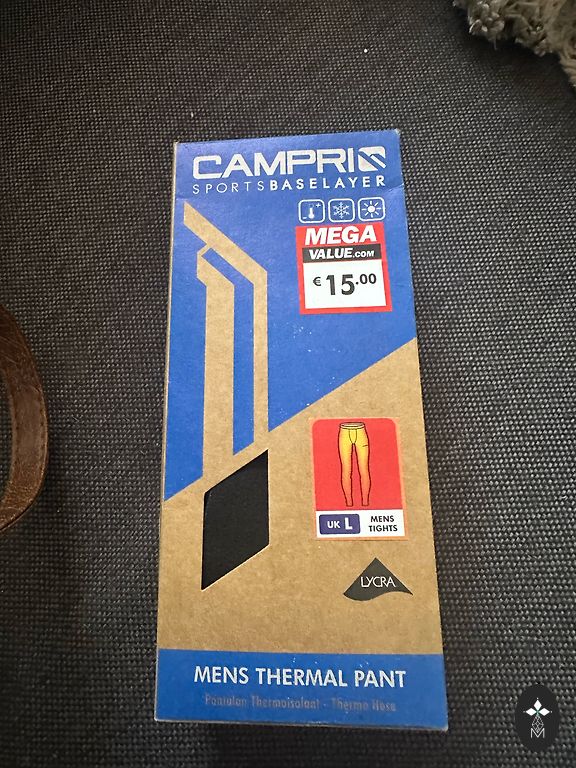 CAMPRI
SPORTSBASELAYER
MEGA
VALUE.COM
€ 15.00
UK L MENS
TIGHTS
LYCRA
MENS THERMAL PANT
Pantalon Thermoisolant - Thermo Hose
M